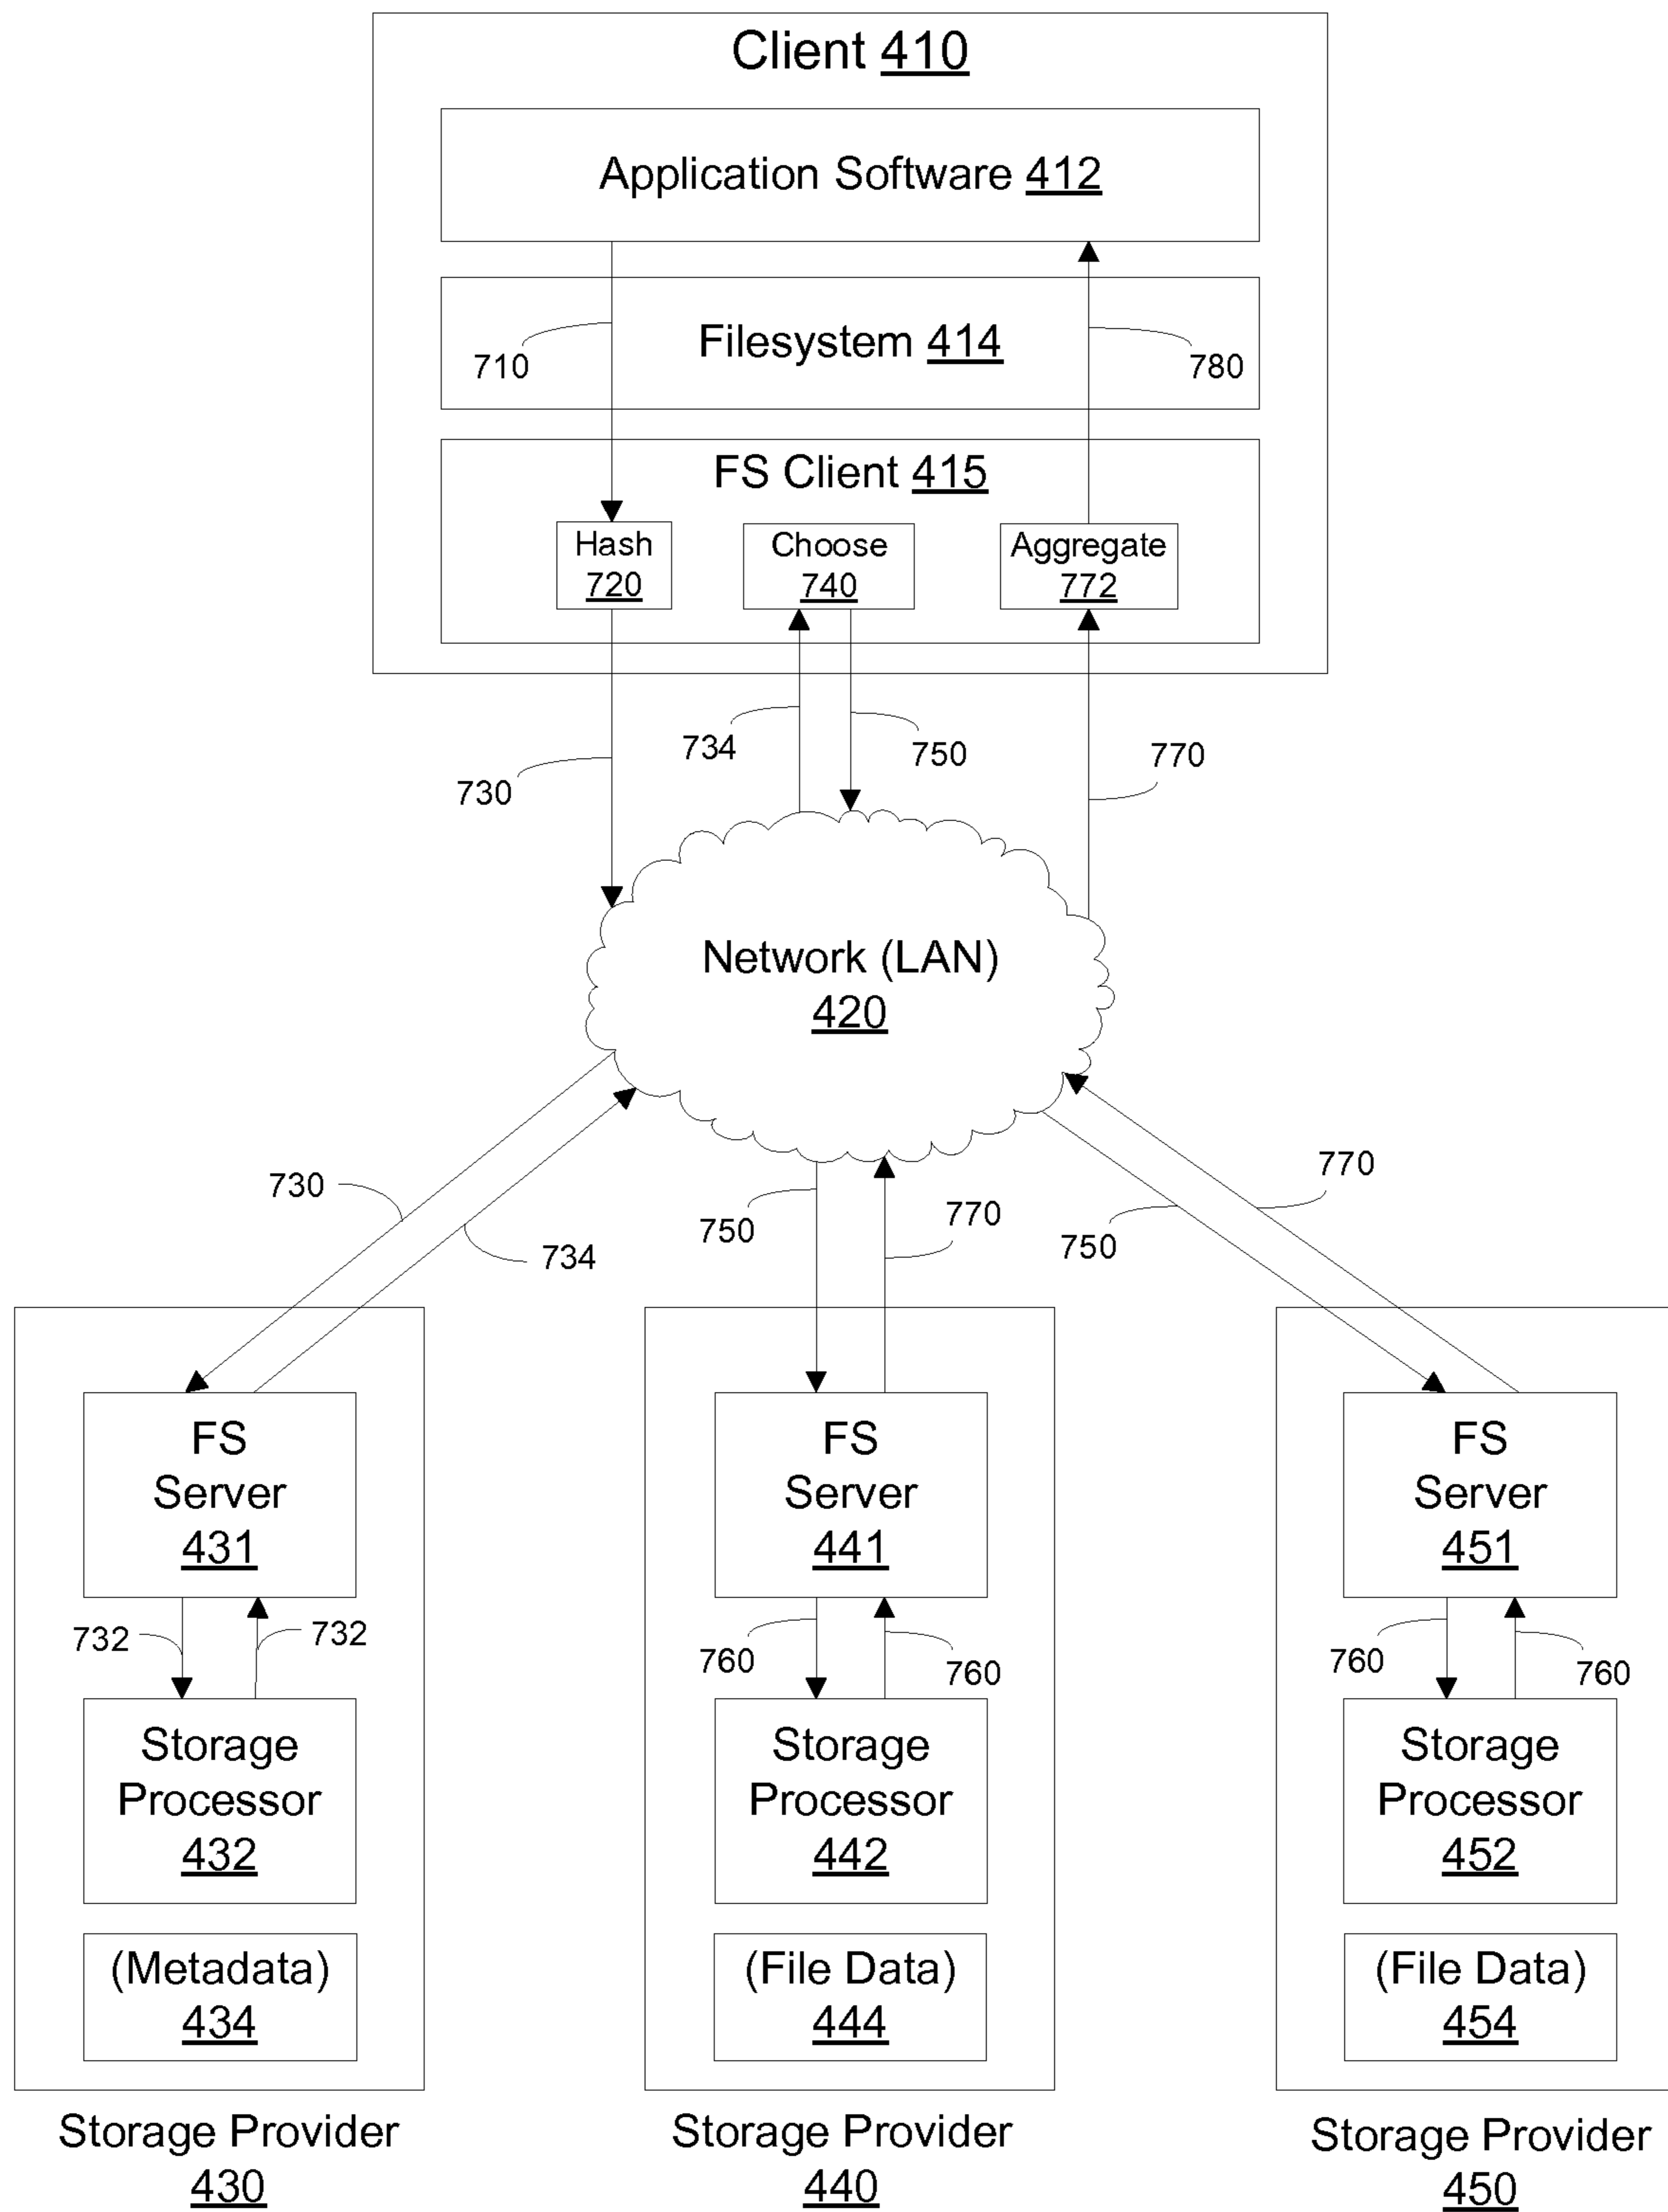 Client 410
Application Software 412
Filesystem 414
710
780
FS Client 415
Hash
720
Choose
740
Aggregate
772
734
750
770
730
Network (LAN)
420
730
734
750
770
750
770
FS
Server
431
FS
Server
441
FS
Server
451
732
732
760
760
760
760
Storage
Processor
432
Storage
Processor
442
Storage
Processor
452
(Metadata)
434
(File Data)
444
(File Data)
454
Storage Provider
430
Storage Provider
440
Storage Provider
450